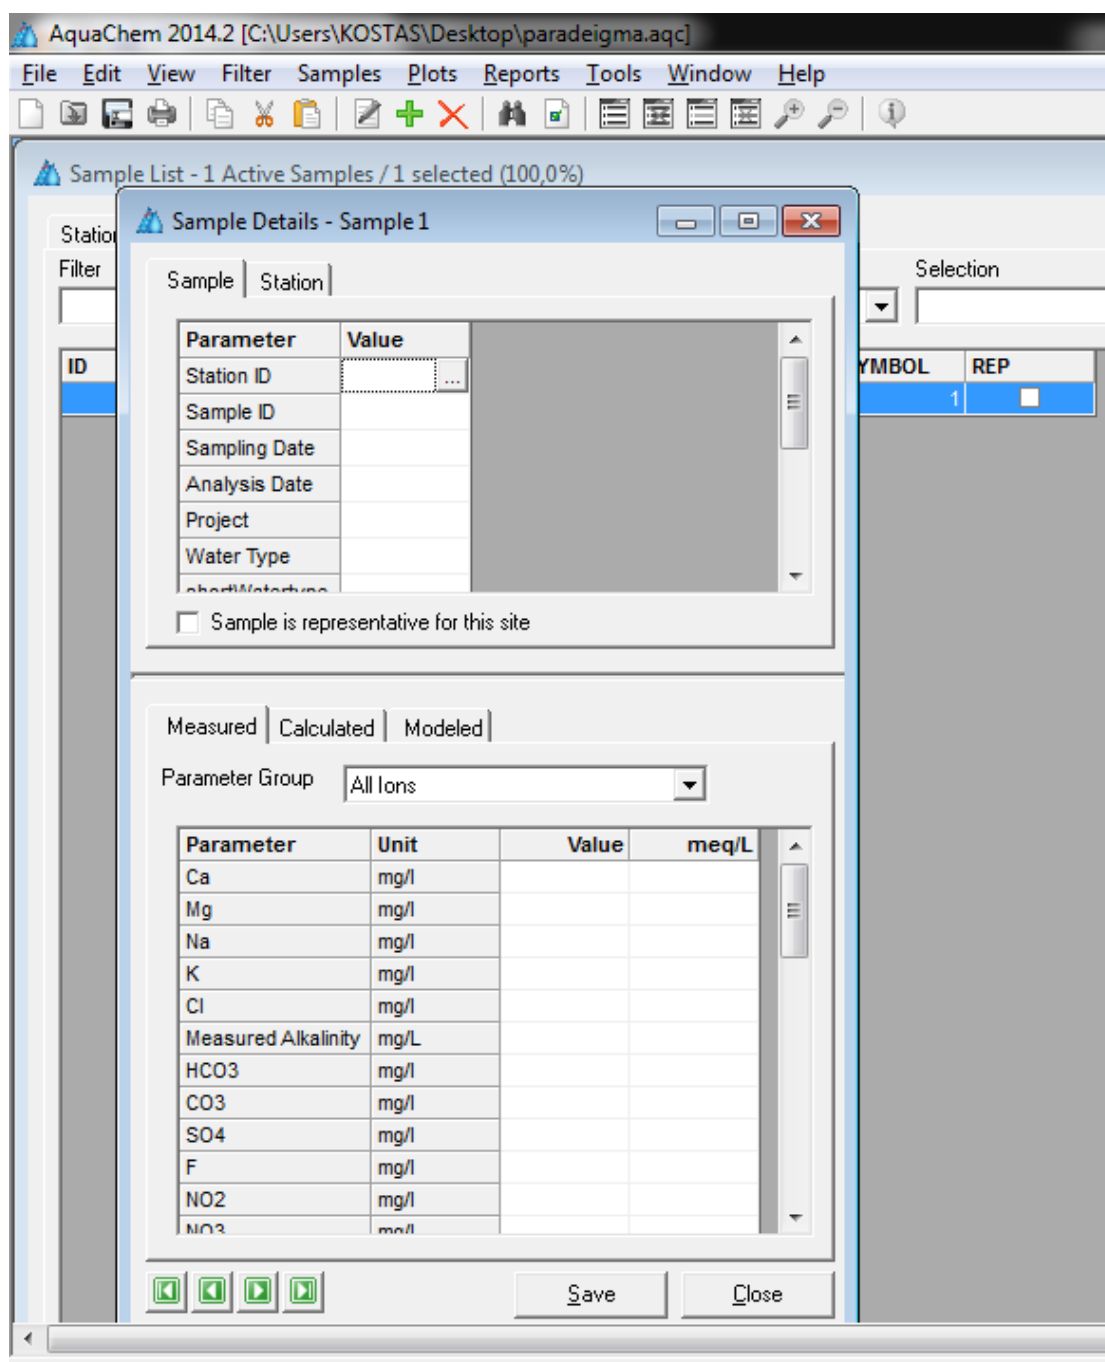 AquaChem 2014.2 [C:\Users\KOSTAS\Desktop\paradeigma.aqc]
File Edit View Filter Samples Plots Reports Tools Window Help
Sample List - 1 Active Samples / 1 selected (100,0%)
Sample Details - Sample 1
Filter
Selection
ID
YMBOL REP
1
Sample Station
Parameter Value
Station ID ...
Sample ID
Sampling Date
Analysis Date
Project
Water Type
Sample is representative for this site
Measured Calculated Modeled
Parameter Group All Ions
Parameter Unit Value meq/L
Ca mg/l
Mg mg/l
Na mg/l
K mg/l
Cl mg/l
Measured Alkalinity mg/L
HCO3 mg/l
CO3 mg/l
SO4 mg/l
F mg/l
NO2 mg/l
NO3 mg/l
Save Close